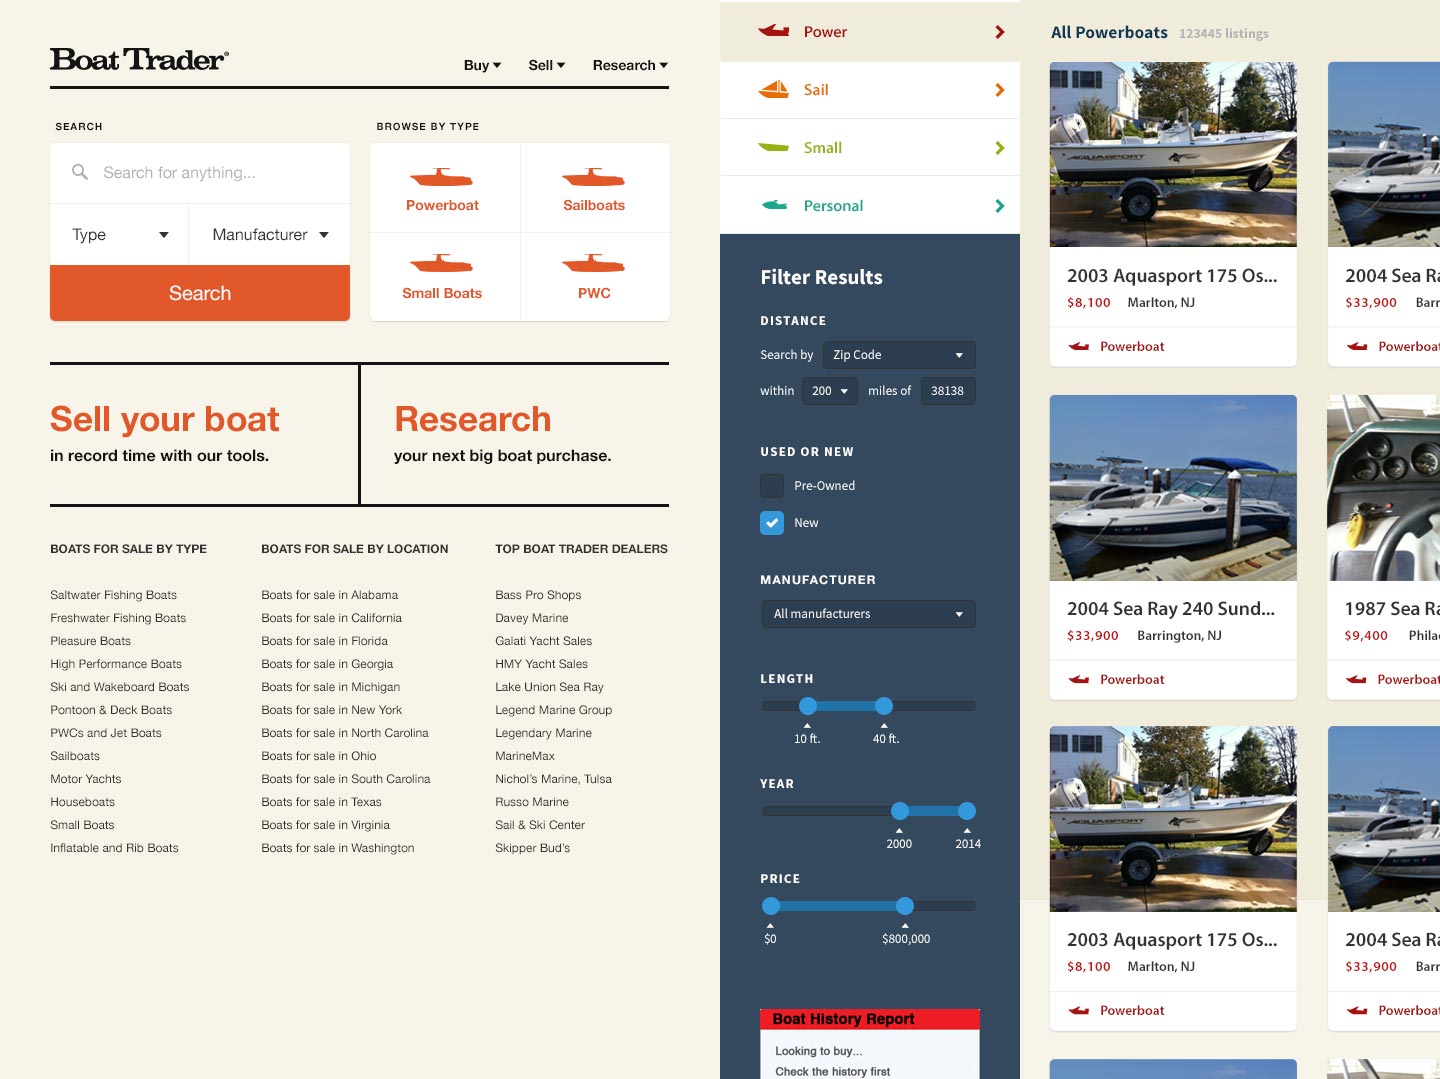 Boat Trader®
Buy
Sell
Research
SEARCH
Search for anything...
Type
Manufacturer
Search
BROWSE BY TYPE
Powerboat
Sailboats
Small Boats
PWC
Sell your boat
in record time with our tools.
Research
your next big boat purchase.
BOATS FOR SALE BY TYPE
Saltwater Fishing Boats
Freshwater Fishing Boats
Pleasure Boats
High Performance Boats
Ski and Wakeboard Boats
Pontoon & Deck Boats
PWCs and Jet Boats
Sailboats
Motor Yachts
Houseboats
Small Boats
Inflatable and Rib Boats
BOATS FOR SALE BY LOCATION
Boats for sale in Alabama
Boats for sale in California
Boats for sale in Florida
Boats for sale in Georgia
Boats for sale in Michigan
Boats for sale in New York
Boats for sale in North Carolina
Boats for sale in Ohio
Boats for sale in South Carolina
Boats for sale in Texas
Boats for sale in Virginia
Boats for sale in Washington
TOP BOAT TRADER DEALERS
Bass Pro Shops
Davey Marine
Galati Yacht Sales
HMY Yacht Sales
Lake Union Sea Ray
Legend Marine Group
Legendary Marine
MarineMax
Nichol's Marine, Tulsa
Russo Marine
Sail & Ski Center
Skipper Bud's
Power
Sail
Small
Personal
Filter Results
DISTANCE
Search by Zip Code
within 200 miles of 38138
USED OR NEW
Pre-Owned
New
MANUFACTURER
All manufacturers
LENGTH
10 ft. 40 ft.
YEAR
2000 2014
PRICE
$0 $800,000
Boat History Report
Looking to buy...
Check the history first
All Powerboats 123445 listings
AQUASPORT
2003 Aquasport 175 Os...
$8,100 Marlton, NJ
Powerboat
2004 Sea Ra
$33,900 Barr
Powerboat
2004 Sea Ray 240 Sund...
$33,900 Barrington, NJ
Powerboat
1987 Sea Ra
$9,400 Philac
Powerboat
AQUASPORT
2003 Aquasport 175 Os...
$8,100 Marlton, NJ
Powerboat
2004 Sea Ra
$33,900 Barr
Powerboat